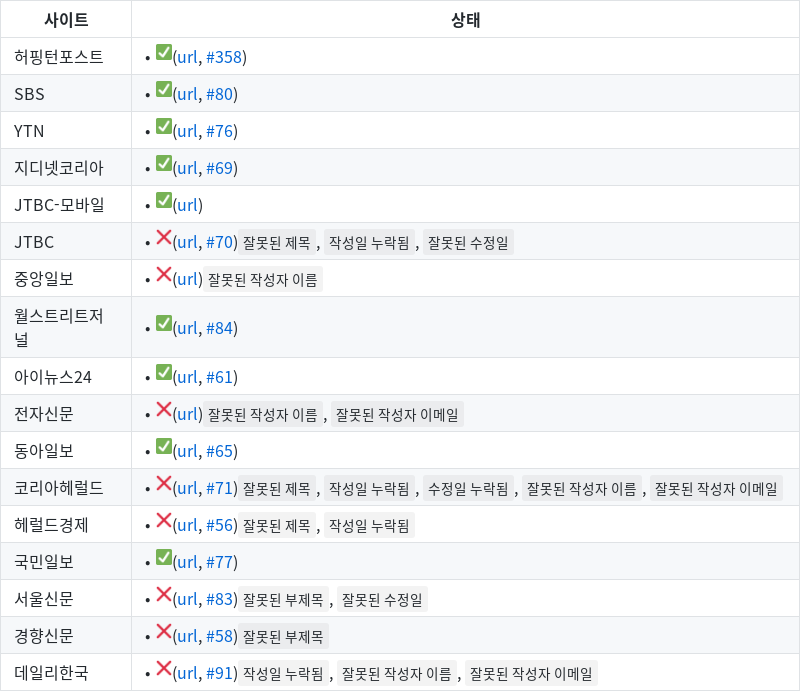 사이트 상태
허핑턴포스트 • ✅(url, #358)
SBS • ✅(url, #80)
YTN • ✅(url, #76)
지디넷코리아 • ✅(url, #69)
JTBC-모바일 • ✅(url)
JTBC • ❌(url, #70) 잘못된 제목 , 작성일 누락됨 , 잘못된 수정일
중앙일보 • ❌(url) 잘못된 작성자 이름
월스트리트저
널 • ✅(url, #84)
아이뉴스24 • ✅(url, #61)
전자신문 • ❌(url) 잘못된 작성자 이름 , 잘못된 작성자 이메일
동아일보 • ✅(url, #65)
코리아헤럴드 • ❌(url, #71) 잘못된 제목 , 작성일 누락됨 , 수정일 누락됨 , 잘못된 작성자 이름 , 잘못된 작성자 이메일
헤럴드경제 • ❌(url, #56) 잘못된 제목 , 작성일 누락됨
국민일보 • ✅(url, #77)
서울신문 • ❌(url, #83) 잘못된 부제목 , 잘못된 수정일
경향신문 • ❌(url, #58) 잘못된 부제목
데일리한국 • ❌(url, #91) 작성일 누락됨 , 잘못된 작성자 이름 , 잘못된 작성자 이메일